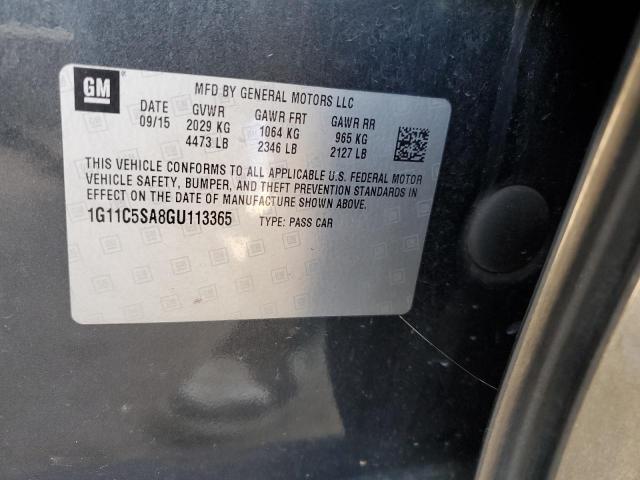 GM
MFD BY GENERAL MOTORS LLC
DATE GVWR GAWR FRT GAWR RR
09/15 2029 KG 1064 KG 965 KG
4473 LB 2346 LB 2127 LB
THIS VEHICLE CONFORMS TO ALL APPLICABLE U.S. FEDERAL MOTOR
VEHICLE SAFETY, BUMPER, AND THEFT PREVENTION STANDARDS IN
EFFECT ON THE DATE OF MANUFACTURE SHOWN ABOVE.
1G11C5SA8GU113365 TYPE: PASS CAR